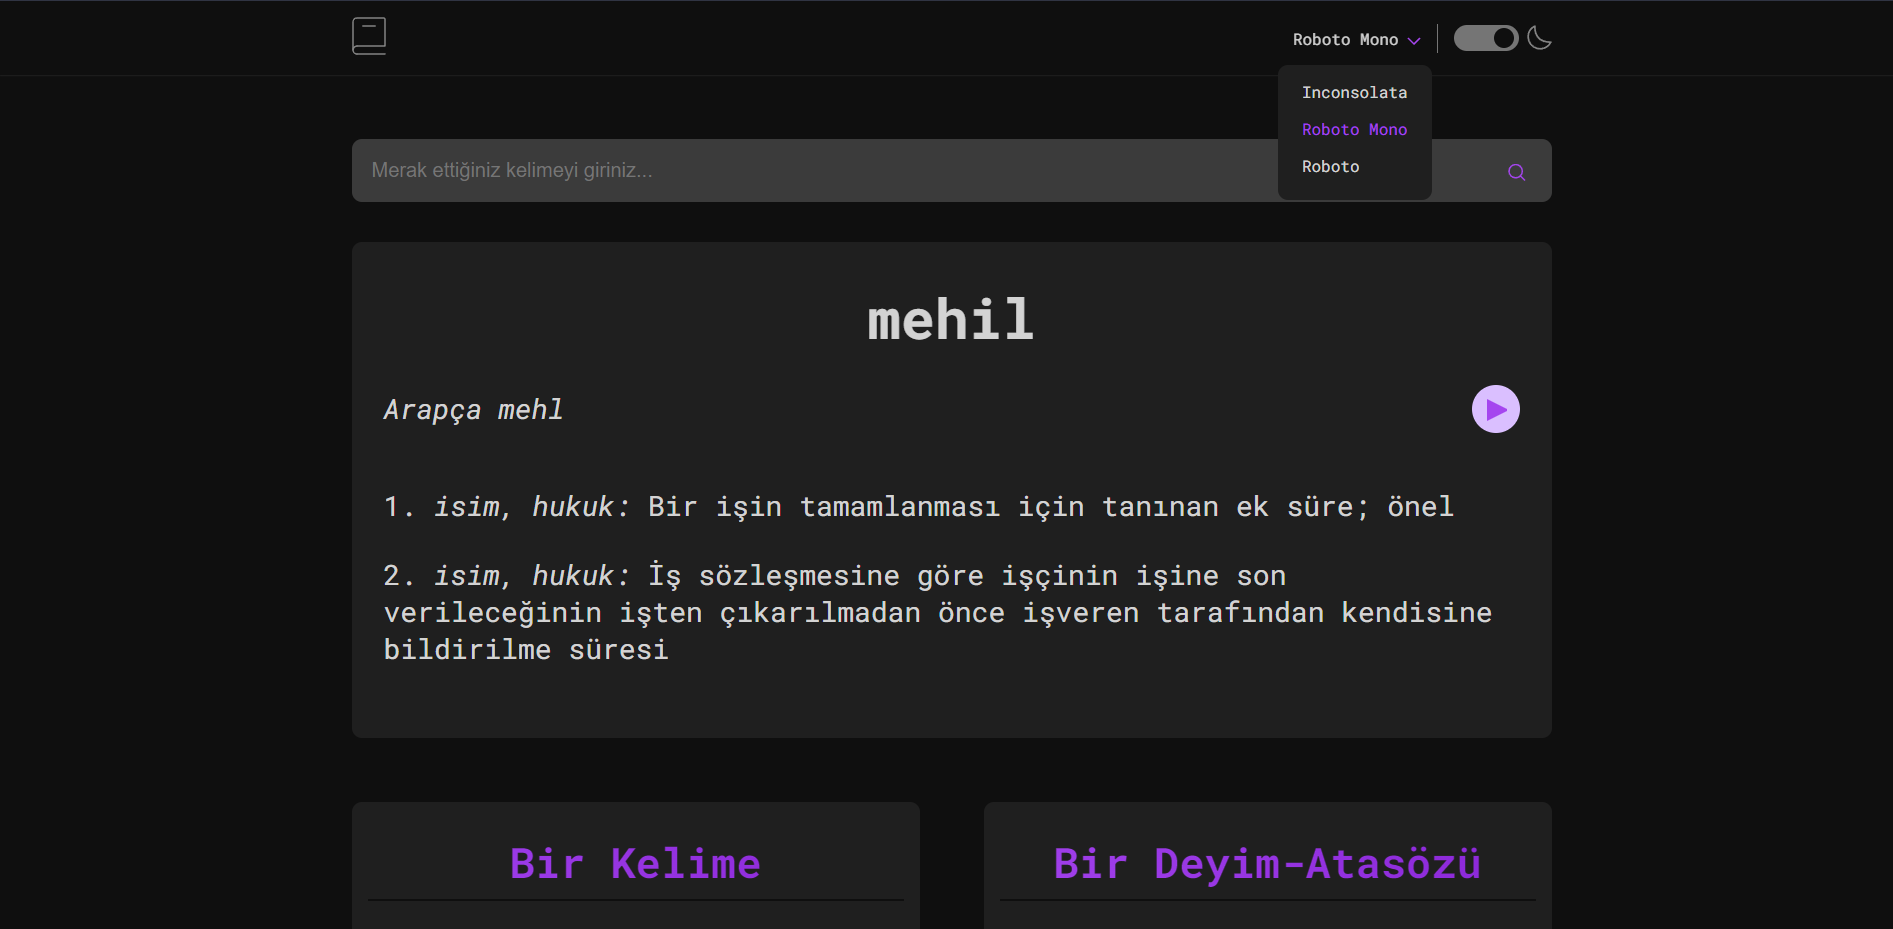 Roboto Mono
Inconsolata
Roboto Mono
Roboto
Merak ettiğiniz kelimeyi giriniz...
mehil
Arapça mehl
1. isim, hukuk: Bir işin tamamlanması için tanınan ek süre; önel
2. isim, hukuk: İş sözleşmesine göre işçinin işine son
verileceğinin işten çıkarılmadan önce işveren tarafından kendisine
bildirilme süresi
Bir Kelime
Bir Deyim-Atasözü